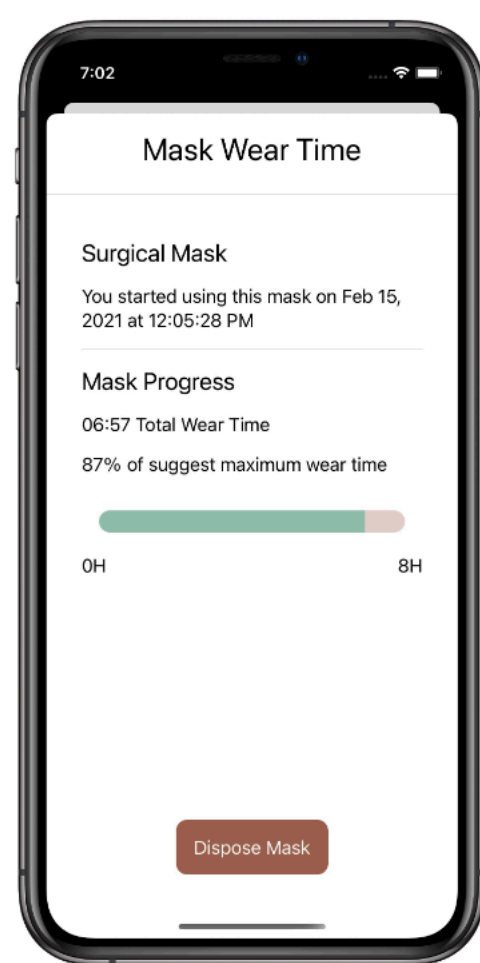 7:02
Mask Wear Time
Surgical Mask
You started using this mask on Feb 15,
2021 at 12:05:28 PM
Mask Progress
06:57 Total Wear Time
87% of suggest maximum wear time
0H
8H
Dispose Mask